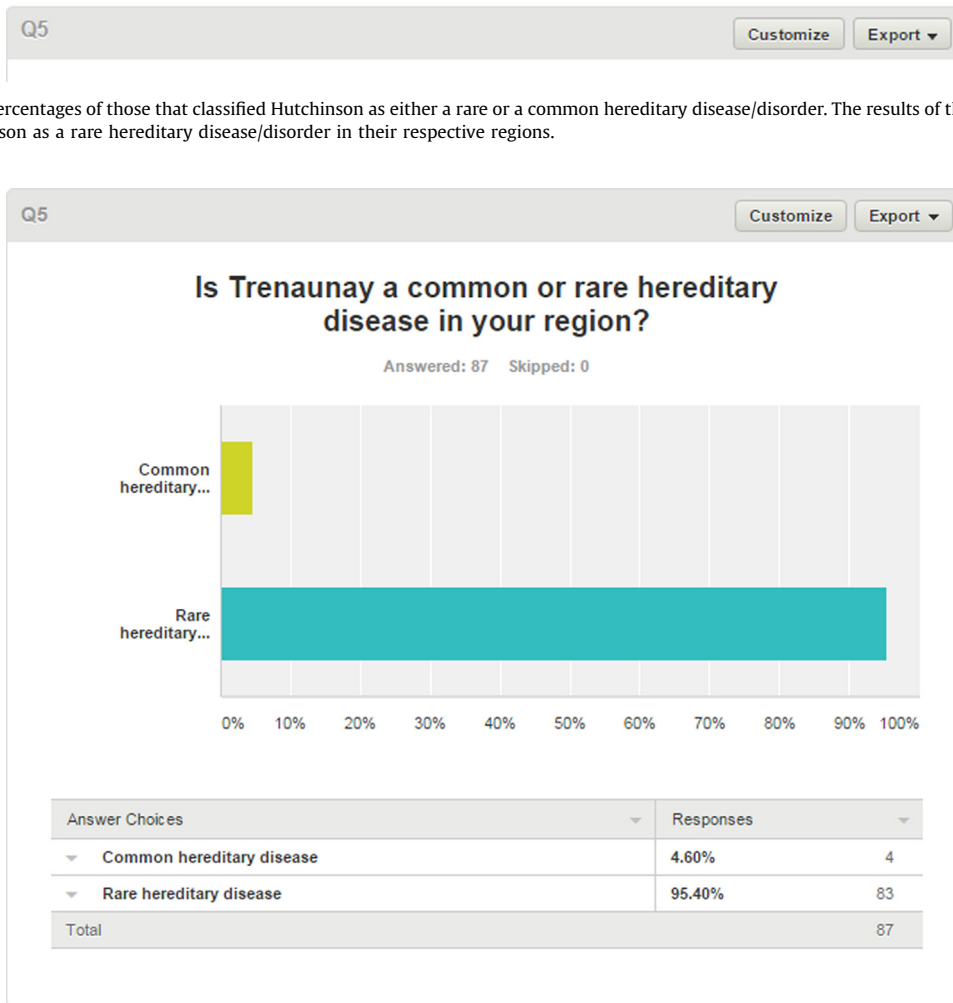 Q5 Customize Export
ercentages of those that classified Hutchinson as either a rare or a common hereditary disease/disorder. The results of t
son as a rare hereditary disease/disorder in their respective regions.
Q5 Customize Export
Is Trenaunay a common or rare hereditary
disease in your region?
Answered: 87 Skipped: 0
Common
hereditary...
Rare
hereditary...
0% 10% 20% 30% 40% 50% 60% 70% 80% 90% 100%
Answer Choices Responses
Common hereditary disease 4.60% 4
Rare hereditary disease 95.40% 83
Total 87